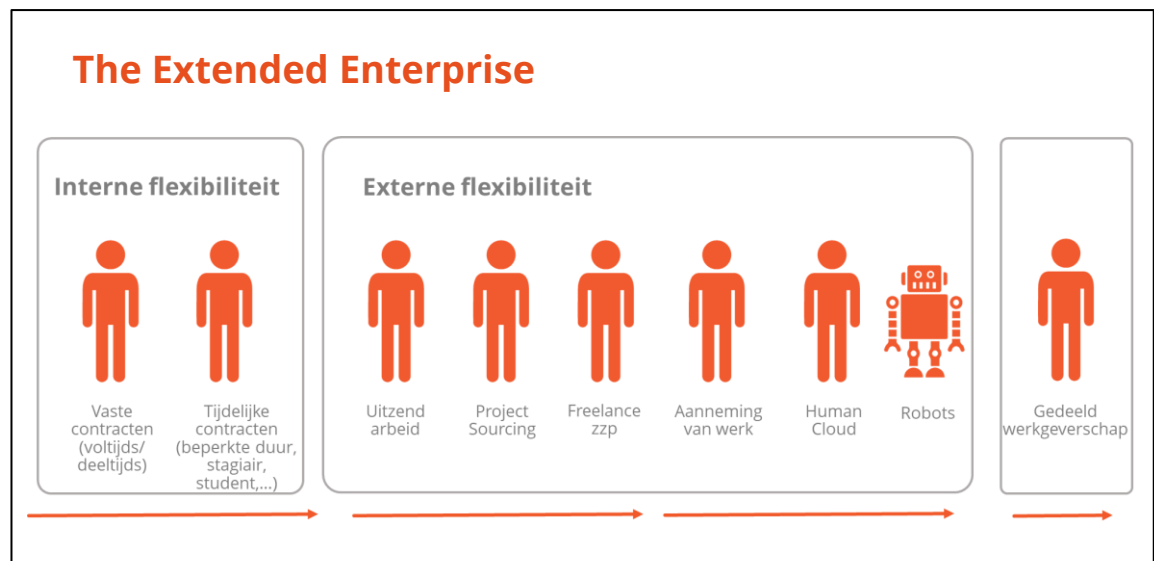 The Extended Enterprise
Interne flexibiliteit
Vaste
contracten
(voltijds/
deeltijds)
Tijdelijke
contracten
(beperkte duur,
stagiair,
student,...)
Externe flexibiliteit
Uitzend
arbeid
Project
Sourcing
Freelance
zzp
Aanneming
van werk
Human
Cloud
Robots
Gedeeld
werkgeverschap